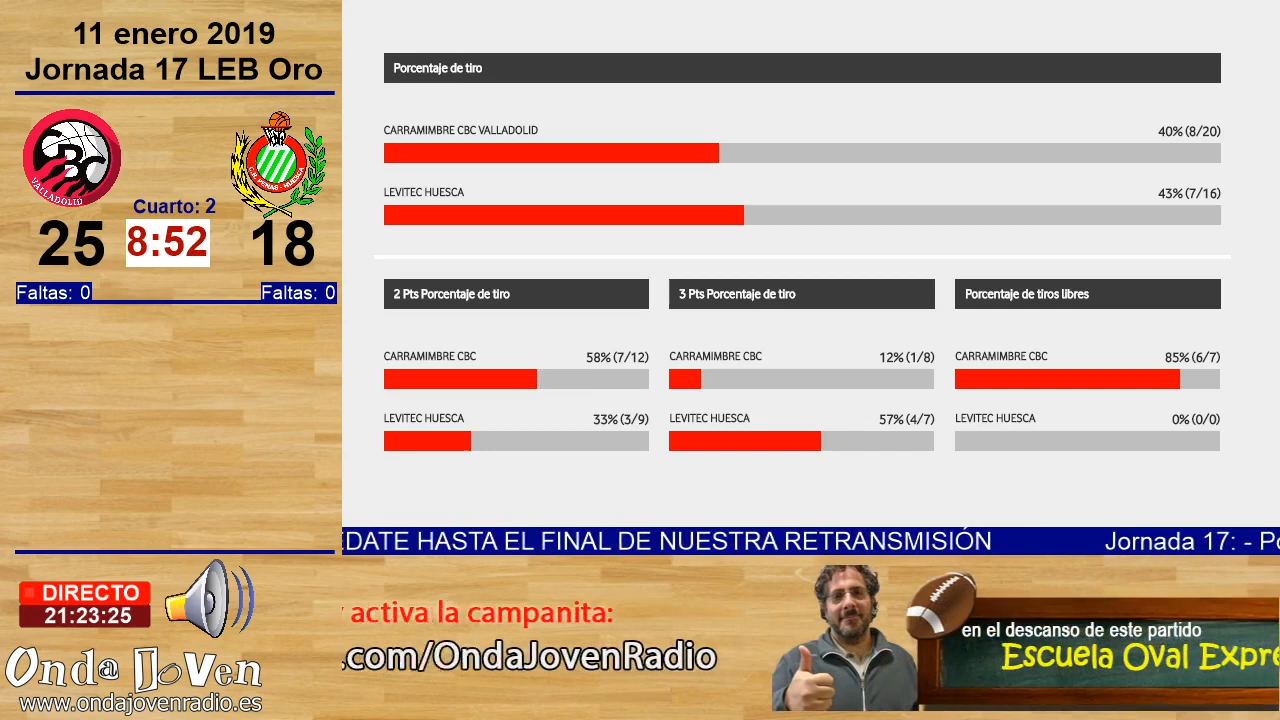 11 enero 2019
Jornada 17 LEB Oro
VALLADOLID
C.B. PEÑAS - HUESCA
Cuarto: 2
25 8:52 18
Faltas: 0 Faltas: 0
Porcentaje de tiro
CARRAMIMBRE CBC VALLADOLID 40% (8/20)
LEVITEC HUESCA 43% (7/16)
2 Pts Porcentaje de tiro
CARRAMIMBRE CBC 58% (7/12)
LEVITEC HUESCA 33% (3/9)
3 Pts Porcentaje de tiro
CARRAMIMBRE CBC 12% (1/8)
LEVITEC HUESCA 57% (4/7)
Porcentaje de tiros libres
CARRAMIMBRE CBC 85% (6/7)
LEVITEC HUESCA 0% (0/0)
EDATE HASTA EL FINAL DE NUESTRA RETRANSMISIÓN Jornada 17: - Po
DIRECTO
21:23:25
Onda JoVen
www.ondajovenradio.es
y activa la campanita:
.com/OndaJovenRadio
en el descanso de este partido
Escuela Oval Expre